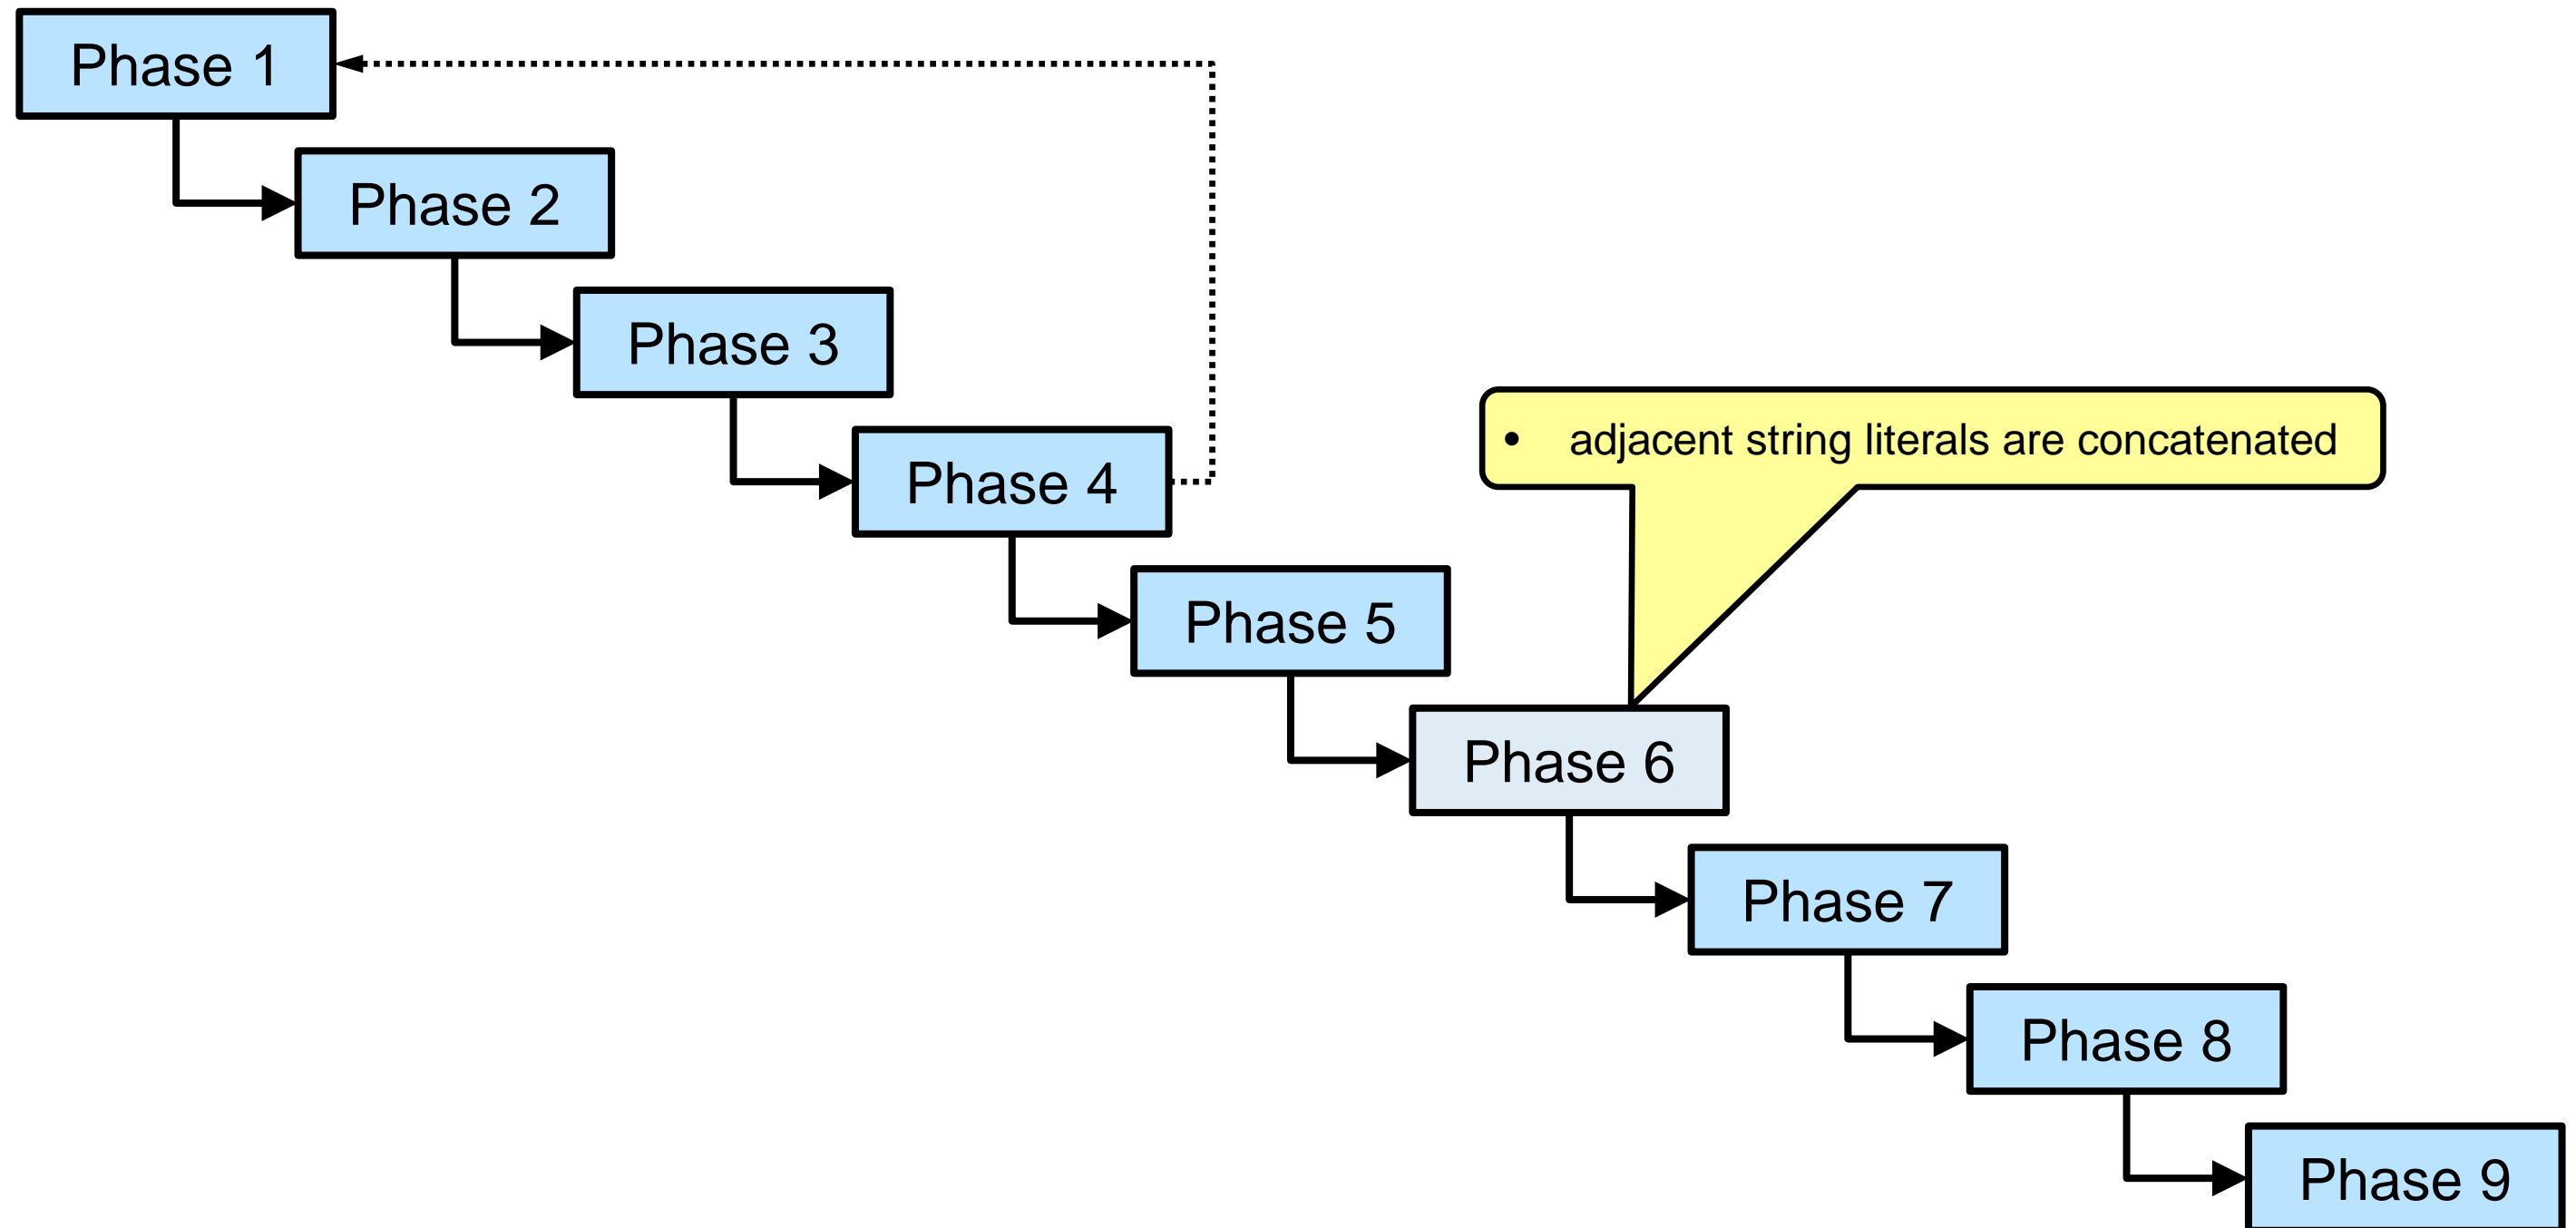 Phase 1
Phase 2
Phase 3
Phase 4
• adjacent string literals are concatenated
Phase 5
Phase 6
Phase 7
Phase 8
Phase 9